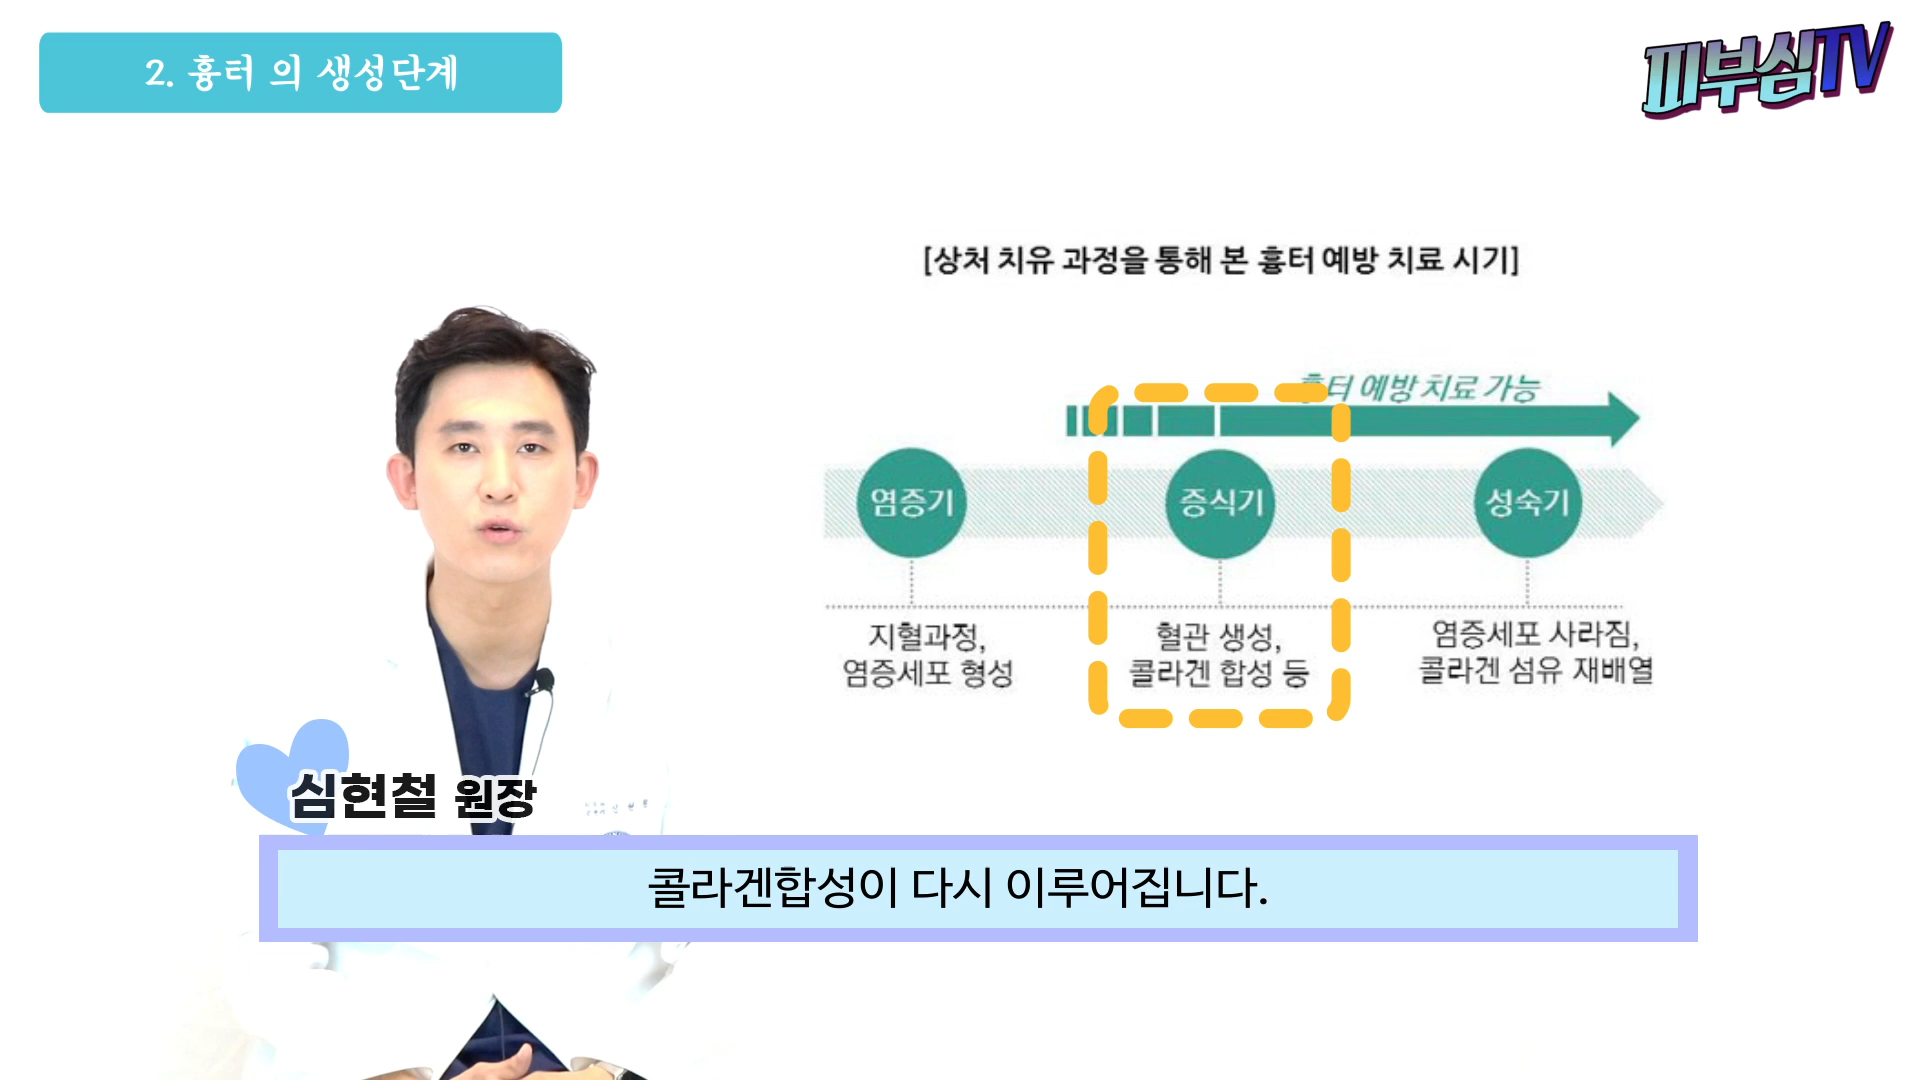 2. 흉터 의 생성단계
피부심TV
[상처 치유 과정을 통해 본 흉터 예방 치료 시기]
흉터 예방 치료 가능
염증기
증식기
성숙기
지혈과정,
염증세포 형성
혈관 생성,
콜라겐 합성 등
염증세포 사라짐,
콜라겐 섬유 재배열
심현철 원장
콜라겐합성이 다시 이루어집니다.